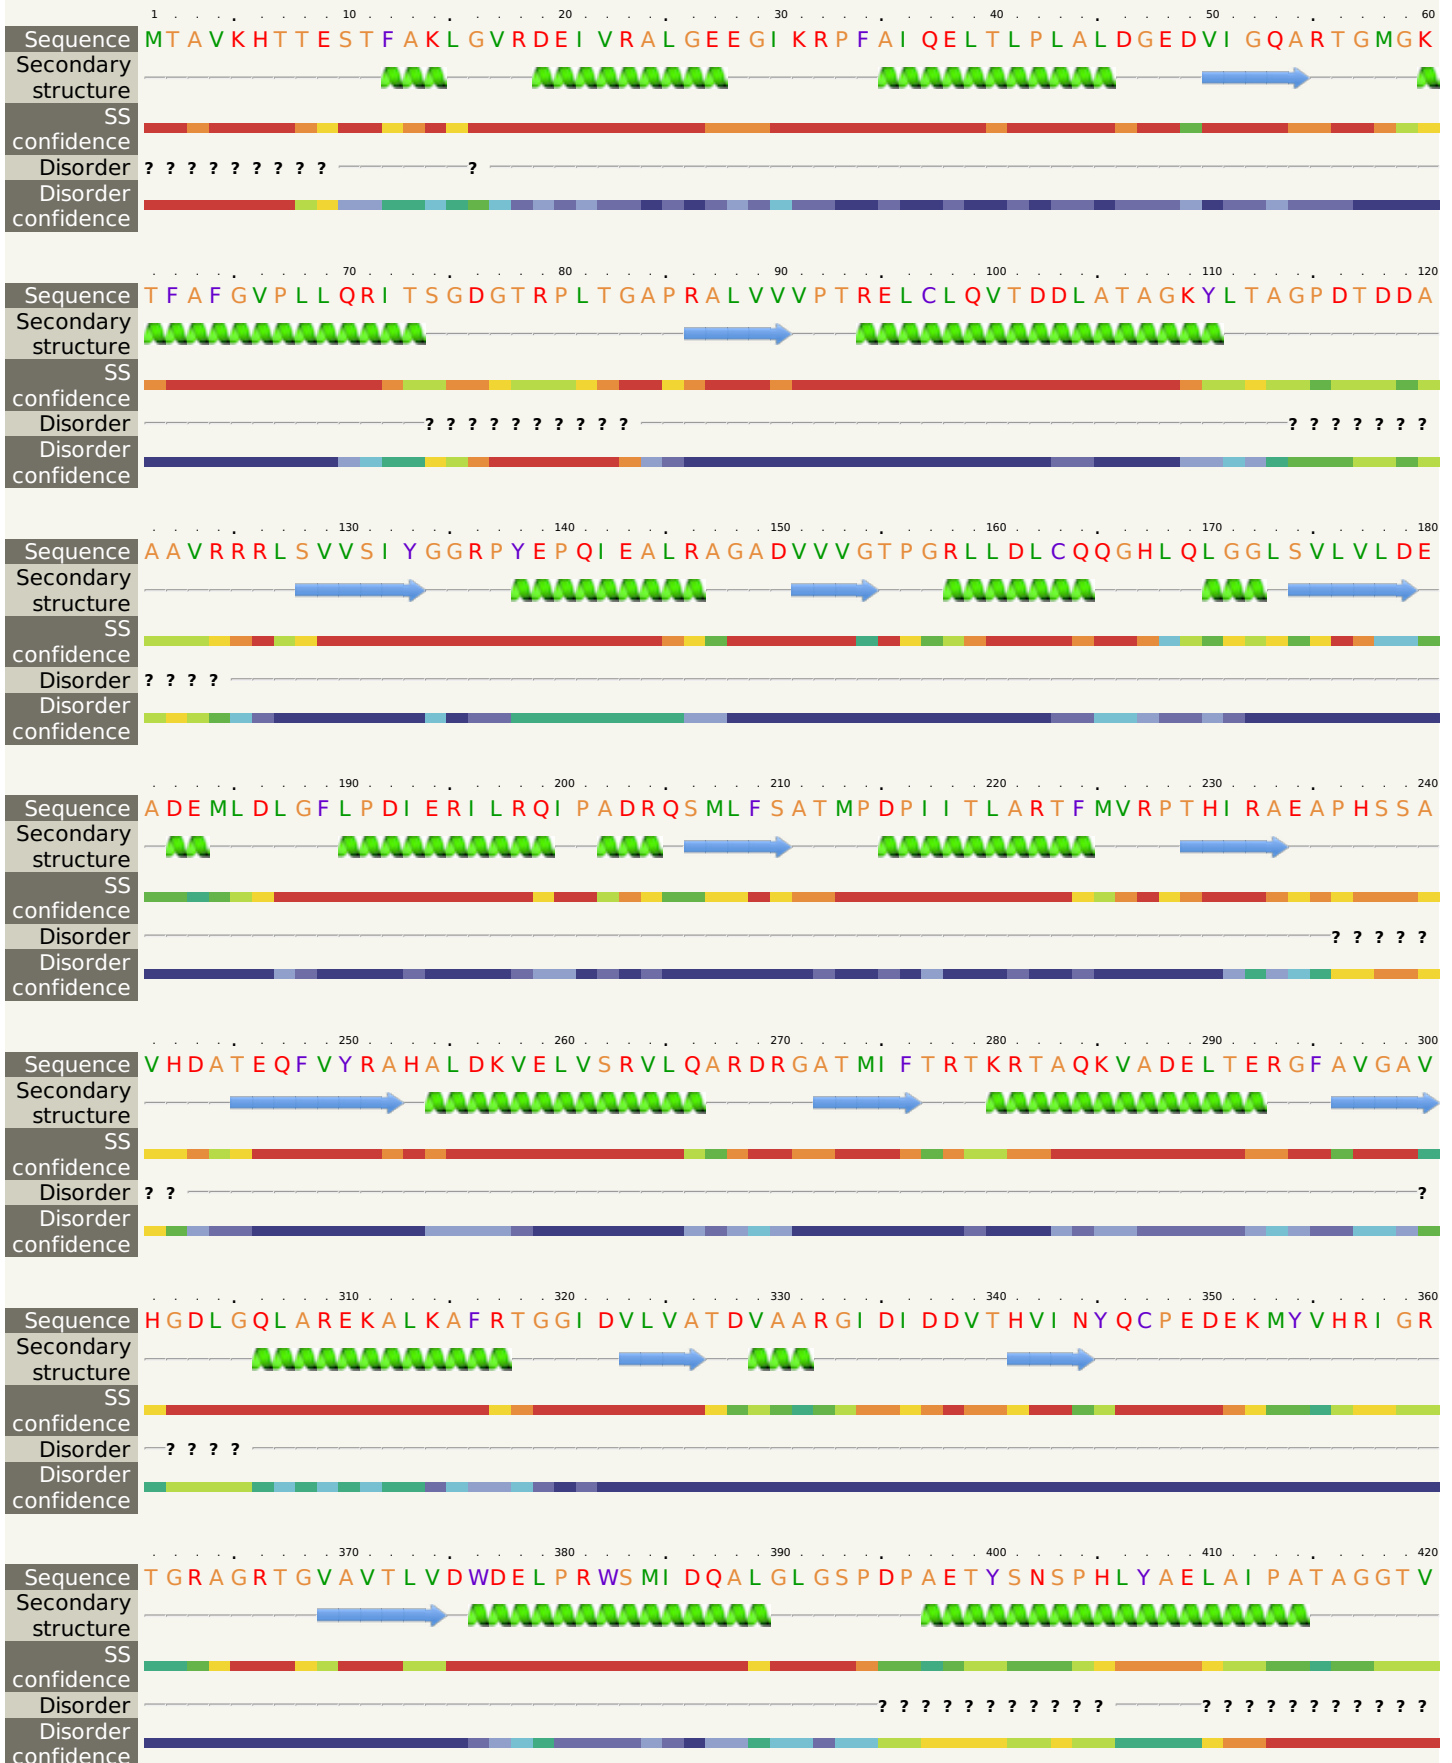 1 10 20 30 40 50 60
Sequence MTAVKHTTESTFAKLGVRDEIVRALGEEGIKRPFAIQELTLPLALDGEDVIGQARTGMGK
Secondary
structure
SS
confidence
Disorder ? ? ? ? ? ? ? ? ? ?
Disorder
confidence
70 80 90 100 110 120
Sequence TFAFGVPLLQRITSGDGTRPLTGAPRALVVVPTRELCLQVTDDLATAGKYLTAGPDTDDA
Secondary
structure
SS
confidence
Disorder ? ? ? ? ? ? ? ? ? ? ? ? ? ? ? ? ?
Disorder
confidence
130 140 150 160 170 180
Sequence AAVRRRLSVVSIYGGRPYEPQIEALRAGADVVVGTPGRLLDLCQQGHLQLGGLSVLVLDE
Secondary
structure
SS
confidence
Disorder ? ? ? ?
Disorder
confidence
190 200 210 220 230 240
Sequence ADEMLDLGFLPDIERILRQIPADRQSMLFSATMPDPIITLARTFMVRPTHIRAEAPHSSA
Secondary
structure
SS
confidence
Disorder ? ? ? ? ?
Disorder
confidence
250 260 270 280 290 300
Sequence VHDATEQFVYRAHALDKVELVSRVLQARDRGATMIFTRTKRTAQKVADELTERGFAVGAV
Secondary
structure
SS
confidence
Disorder ? ? ?
Disorder
confidence
310 320 330 340 350 360
Sequence HGDLGQLAREKALKAFRTGGIDVLVATDVAARGIDIDDVTHVINYQCPEDEKMYVHRIGR
Secondary
structure
SS
confidence
Disorder ? ? ? ?
Disorder
confidence
370 380 390 400 410 420
Sequence TGRAGRTGVAVTLVDWDELPRWSMIDQALGLGSPDPAETYSNSPHLYAELAIPATAGGTV
Secondary
structure
SS
confidence
Disorder ? ? ? ? ? ? ? ? ? ? ? ? ? ? ? ? ? ? ? ? ?
Disorder
confidence